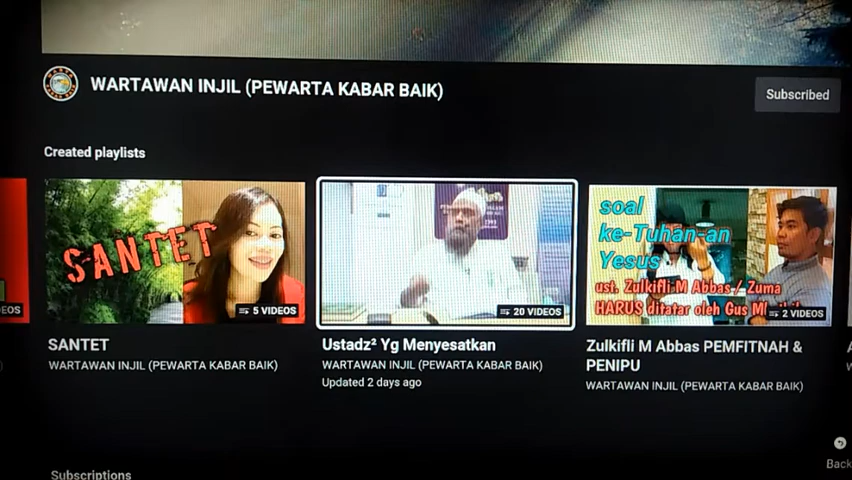 WARTAWAN INJIL (PEWARTA KABAR BAIK)
Subscribed
Created playlists
EOS
SANTET
5 VIDEOS
20 VIDEOS
soal
ke-Tuhan-an
Yesus
ust. Zulkifli M Abbas / Zuma
HARUS ditatar oleh Gus
2 VIDEOS
SANTET
WARTAWAN INJIL (PEWARTA KABAR BAIK)
Ustadz² Yg Menyesatkan
WARTAWAN INJIL (PEWARTA KABAR BAIK)
Updated 2 days ago
Zulkifli M Abbas PEMFITNAH &
PENIPU
WARTAWAN INJIL (PEWARTA KABAR BAIK)
Back
Subscriptions